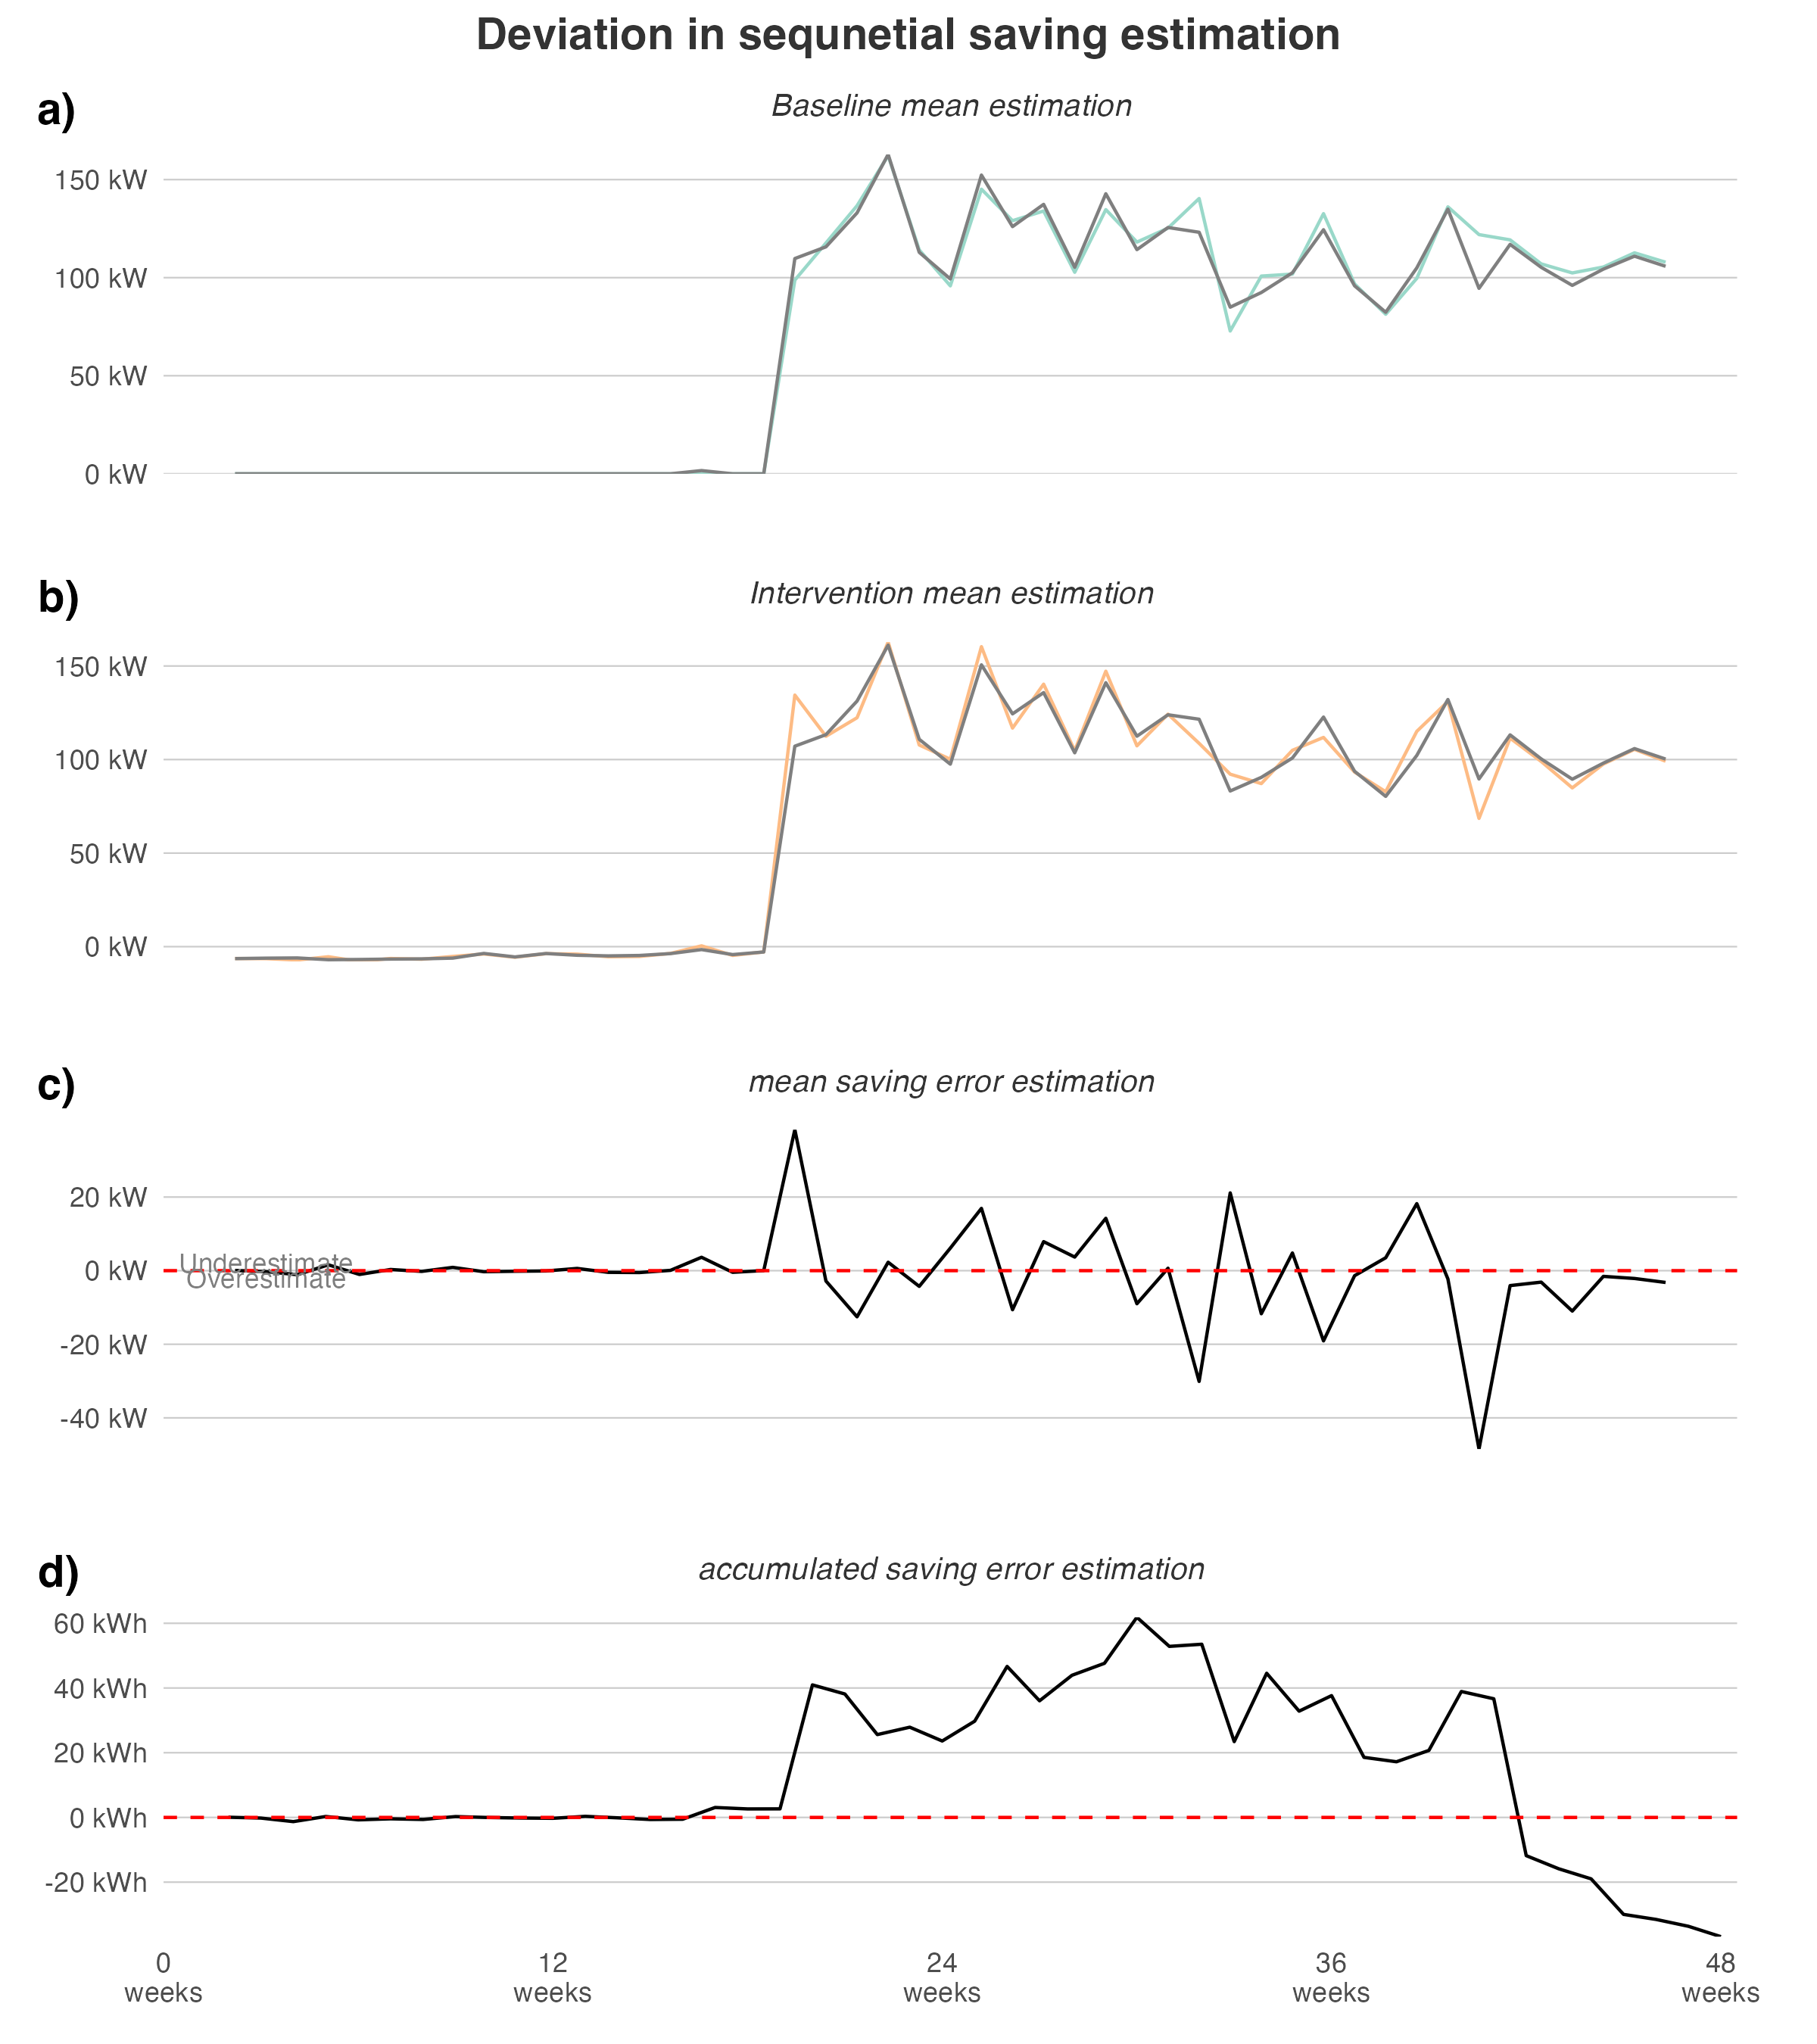 Deviation in sequnetial saving estimation
a)
Baseline mean estimation
150 kW
100 kW
50 kW
0 kW
b)
Intervention mean estimation
150 kW
100 kW
50 kW
0 kW
c)
mean saving error estimation
20 kW
Underestimate
0 kW
Overestimate
-20 kW
-40 kW
d)
accumulated saving error estimation
60 kWh
40 kWh
20 kWh
0 kWh
-20 kWh
0 12 24 36 48
weeks weeks weeks weeks weeks